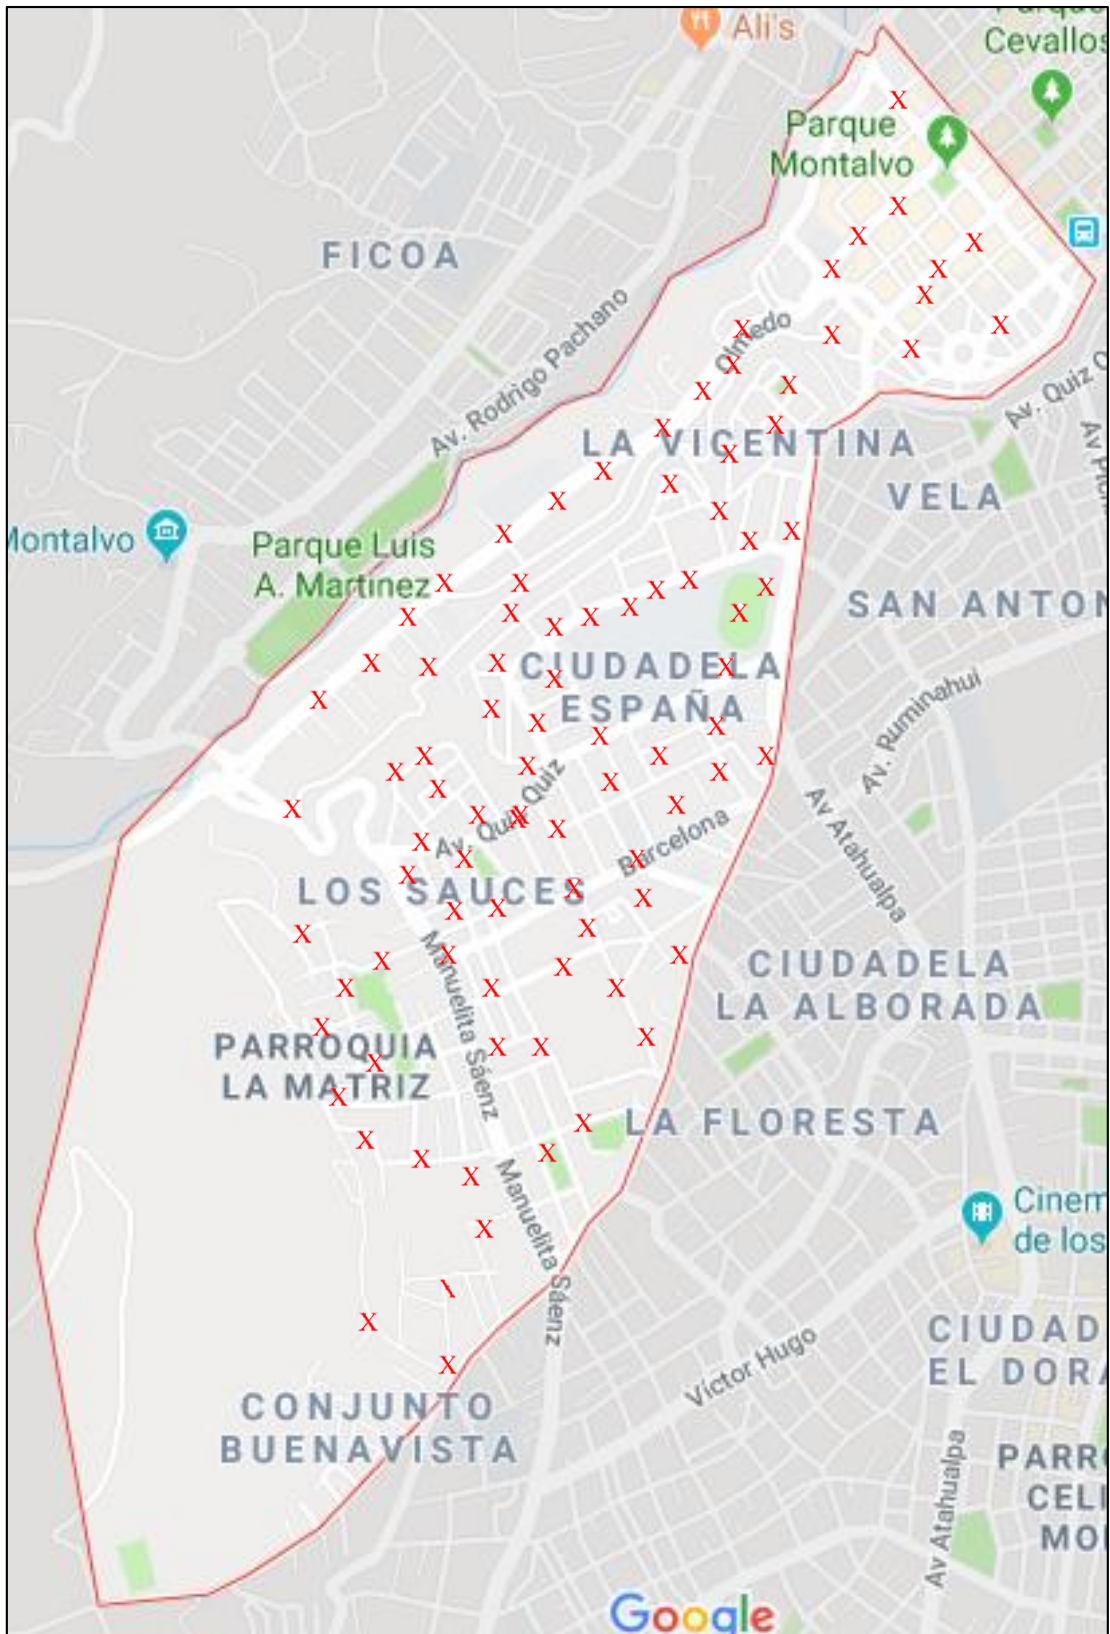 Ali's
Cevallos
Parque
Montalvo
FICOA
Olmedo
Av. Rodrigo Pachano
Av. Quiz
LA VICENTINA
VELA
Montalvo
Parque Luis
A. Martínez
SAN ANTON
CIUDADELA
ESPAÑA
Av. Rumiñahui
Av. Quiz Quiz
Av Atahualpa
Barcelona
LOS SAUCES
Manuelita Sáenz
CIUDADELA
LA ALBORADA
PARROQUIA
LA MATRIZ
LA FLORESTA
Manuelita Sáenz
Cinem
de los
CIUDAD
EL DORA
Víctor Hugo
CONJUNTO
BUENAVISTA
Av Atahualpa
PARR
CELI
MO
Google